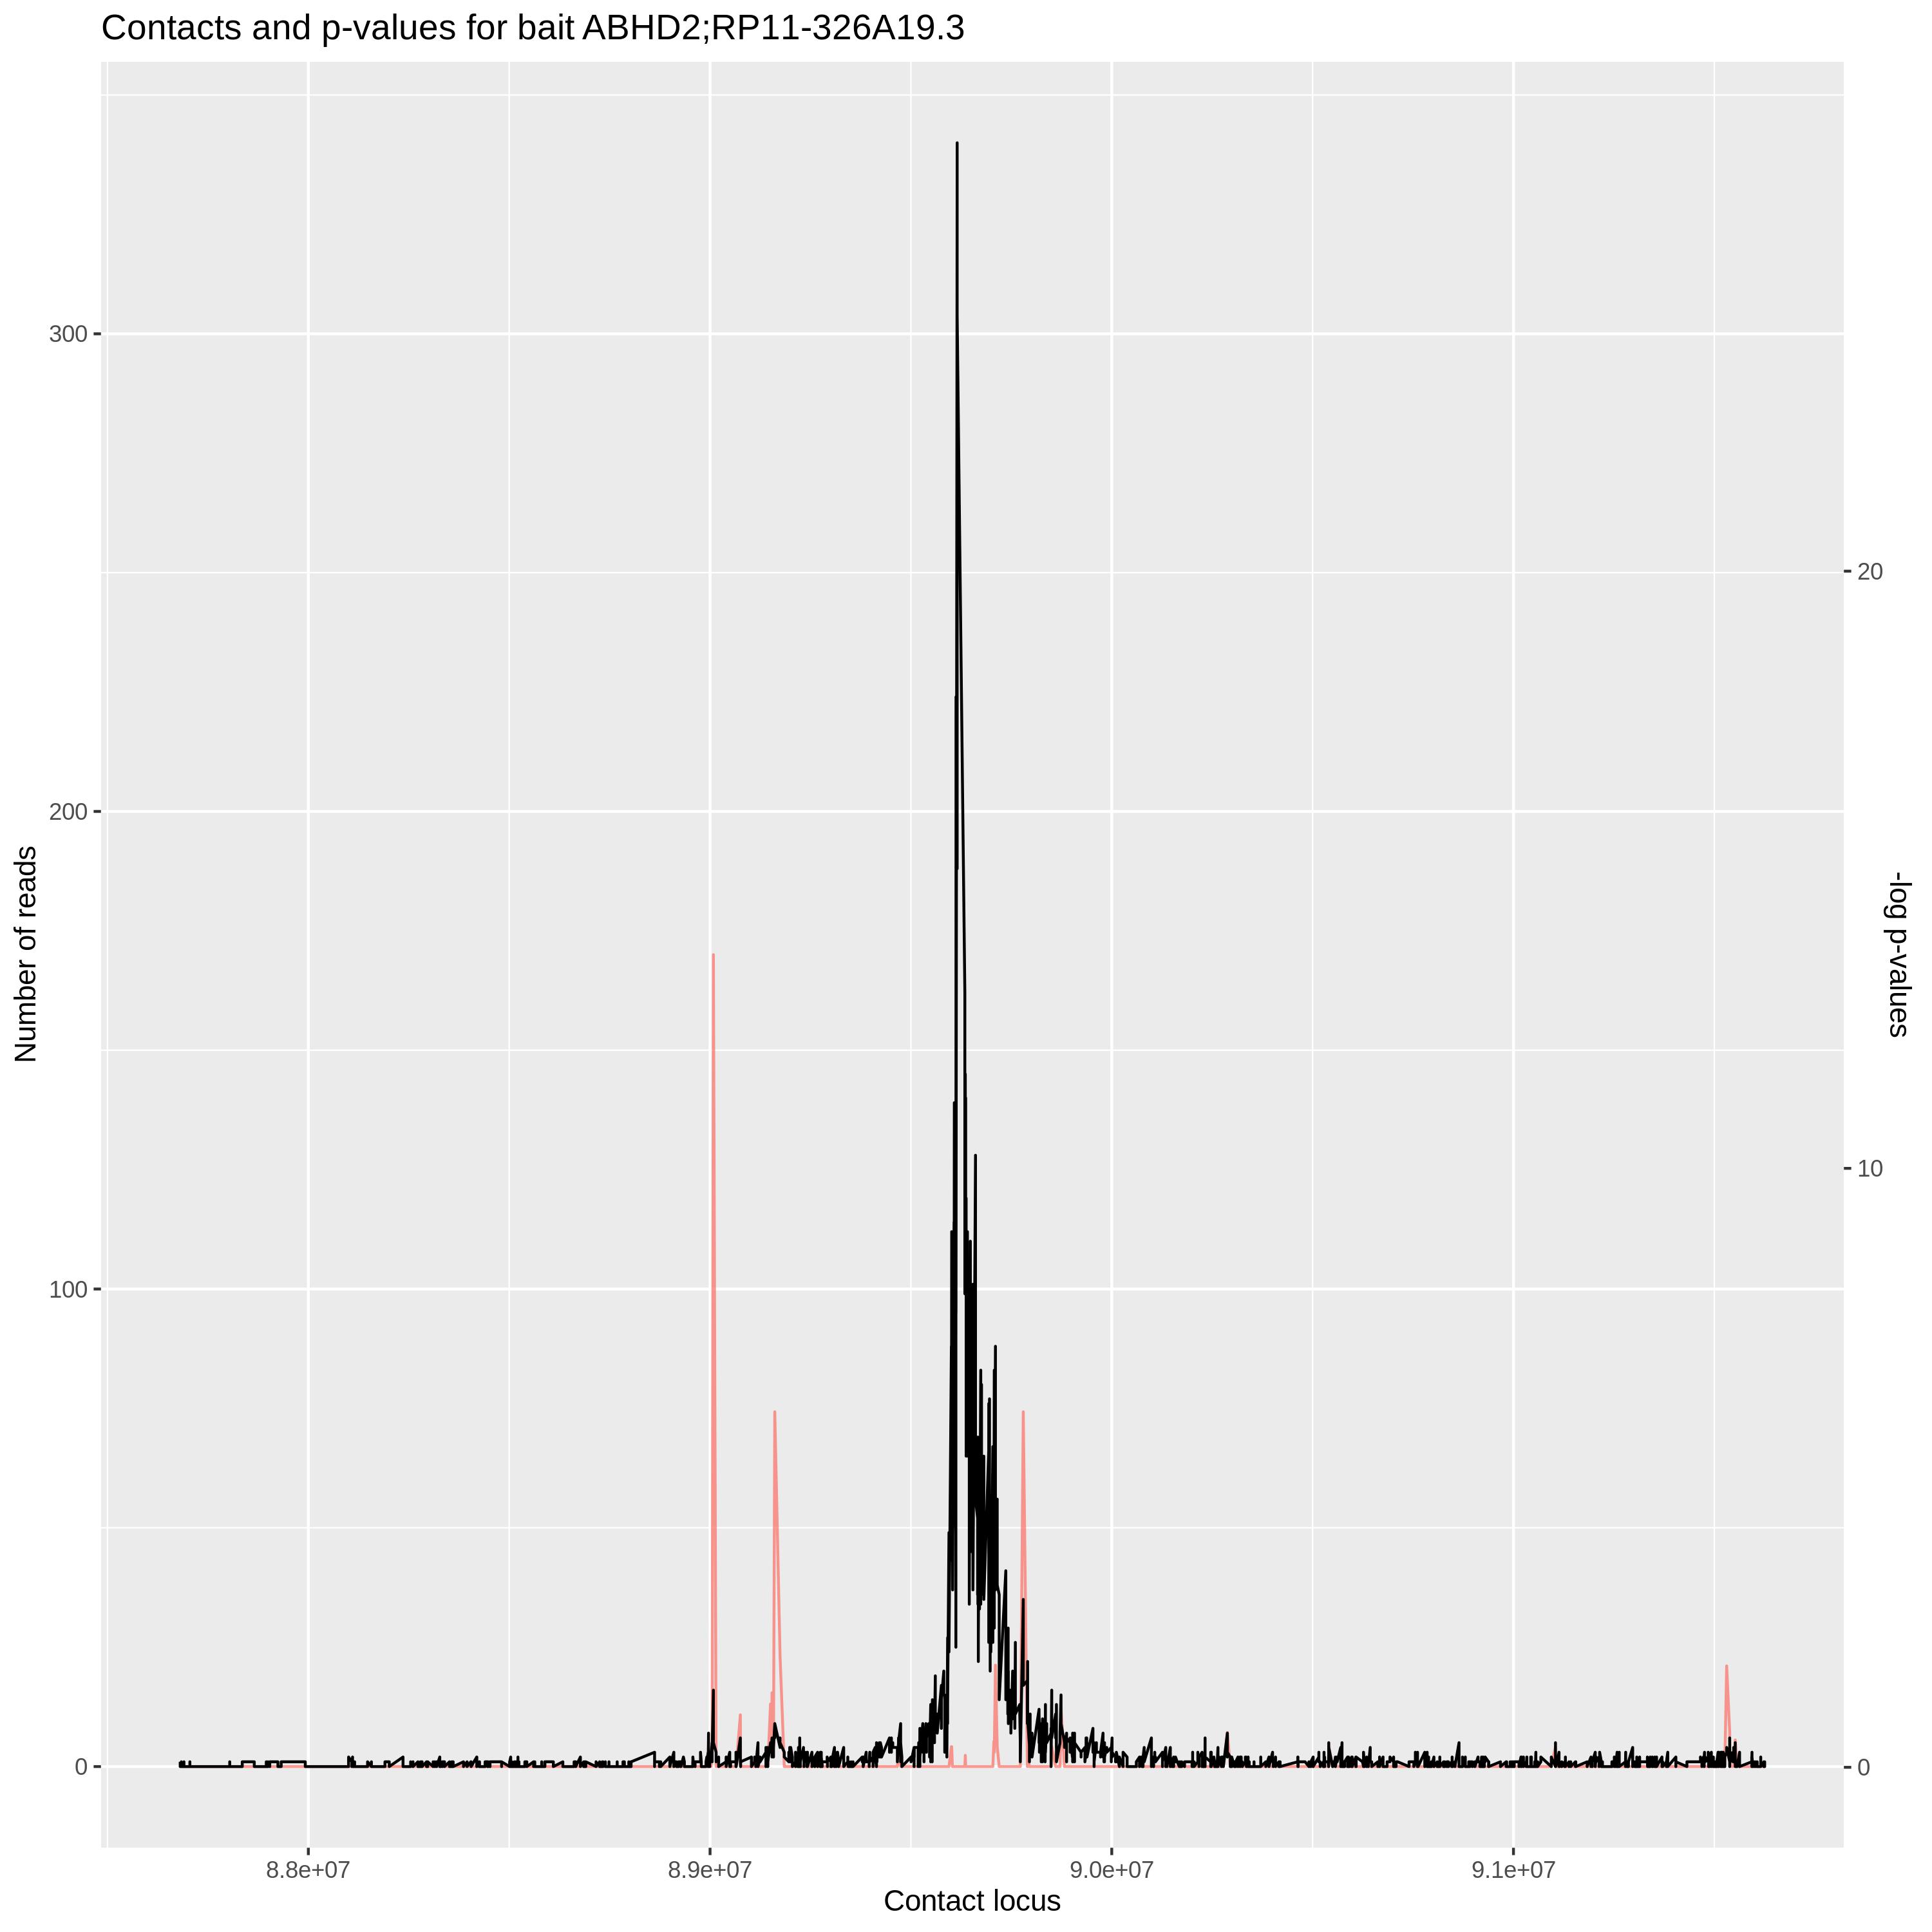 Contacts and p-values for bait ABHD2;RP11-326A19.3
300
200
100
0
Number of reads
20
10
0
-log p-values
8.8e+07
8.9e+07
9.0e+07
9.1e+07
Contact locus